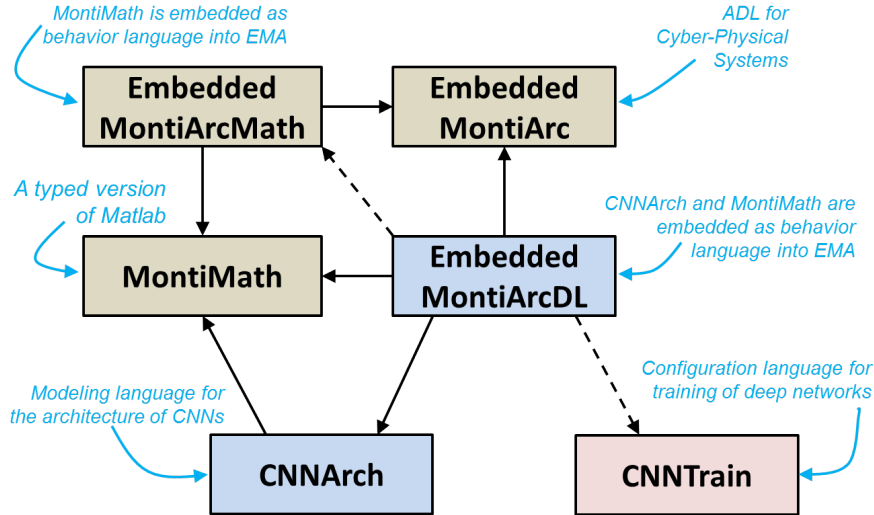 MontiMath is embedded as
behavior language into EMA
ADL for
Cyber-Physical
Systems
Embedded
MontiArcMath
Embedded
MontiArc
A typed version
of Matlab
CNNArch and MontiMath are
embedded as behavior
language into EMA
MontiMath
Embedded
MontiArcDL
Modeling language for
the architecture of CNNs
Configuration language for
training of deep networks
CNNArch
CNNTrain